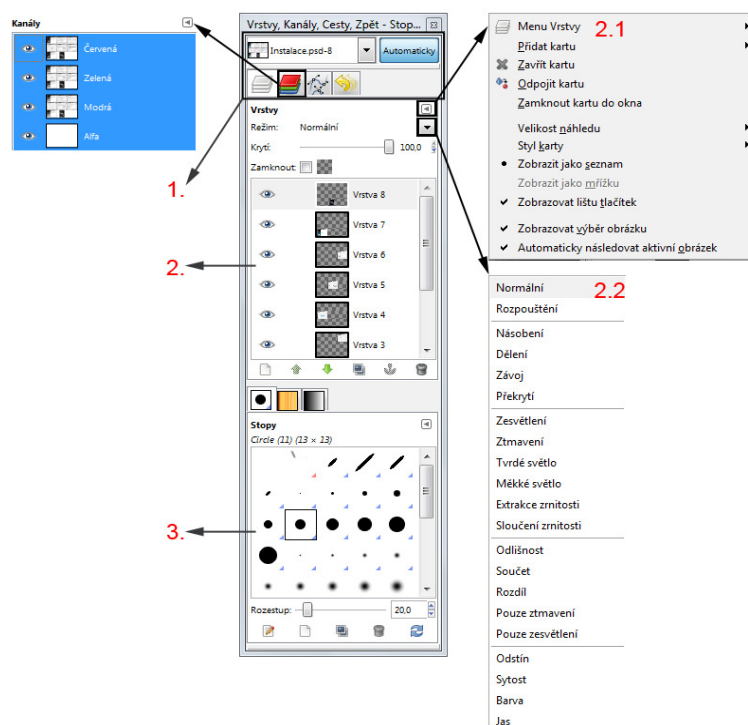 Kanály
Červená
Zelená
Modrá
Alfa
Vrstvy, Kanály, Cesty, Zpět - Stop...
Instalace.psd-8
Automaticky
1.
Vrstvy
Režim: Normální
Krytí: 100,0
Zamknout:
Vrstva 8
Vrstva 7
2.
Vrstva 6
Vrstva 5
Vrstva 4
Vrstva 3
Stopy
Circle (11) (13 × 13)
3.
Rozestup: 20,0
Menu Vrstvy
2.1
Přidat kartu
Zavřít kartu
Odpojit kartu
Zamknout kartu do okna
Velikost náhledu
Styl karty
Zobrazit jako seznam
Zobrazit jako mřížku
Zobrazovat lištu tlačítek
Zobrazovat výběr obrázku
Automaticky následovat aktivní obrázek
Normální
2.2
Rozpouštění
Násobení
Dělení
Závoj
Překrytí
Zesvětlení
Ztmavení
Tvrdé světlo
Měkké světlo
Extrakce zrnitosti
Sloučení zrnitosti
Odlišnost
Součet
Rozdíl
Pouze ztmavení
Pouze zesvětlení
Odstín
Sytost
Barva
Jas